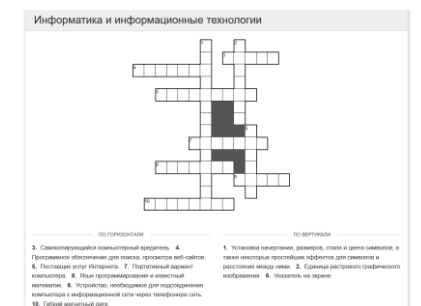 Информатика и информационные технологии
ПО ГОРИЗОНТАЛИ
3. Самокопирующийся компьютерный вредитель. 4.
Программное обеспечение для поиска, просмотра веб-сайтов.
5. Поставщик услуг Интернета. 7. Портативный вариант
компьютера. 8. Язык программирования и известный
математик. 9. Устройство, необходимое для подсоединения
компьютера к информационной сети через телефонную сеть.
10. Гибкий магнитный диск.
ПО ВЕРТИКАЛИ
1. Установка начертания, размеров, стиля и цвета символов, а
также некоторых простейших эффектов для символов и
расстояния между ними. 2. Единица растрового графического
изображения. 6. Указатель на экране.